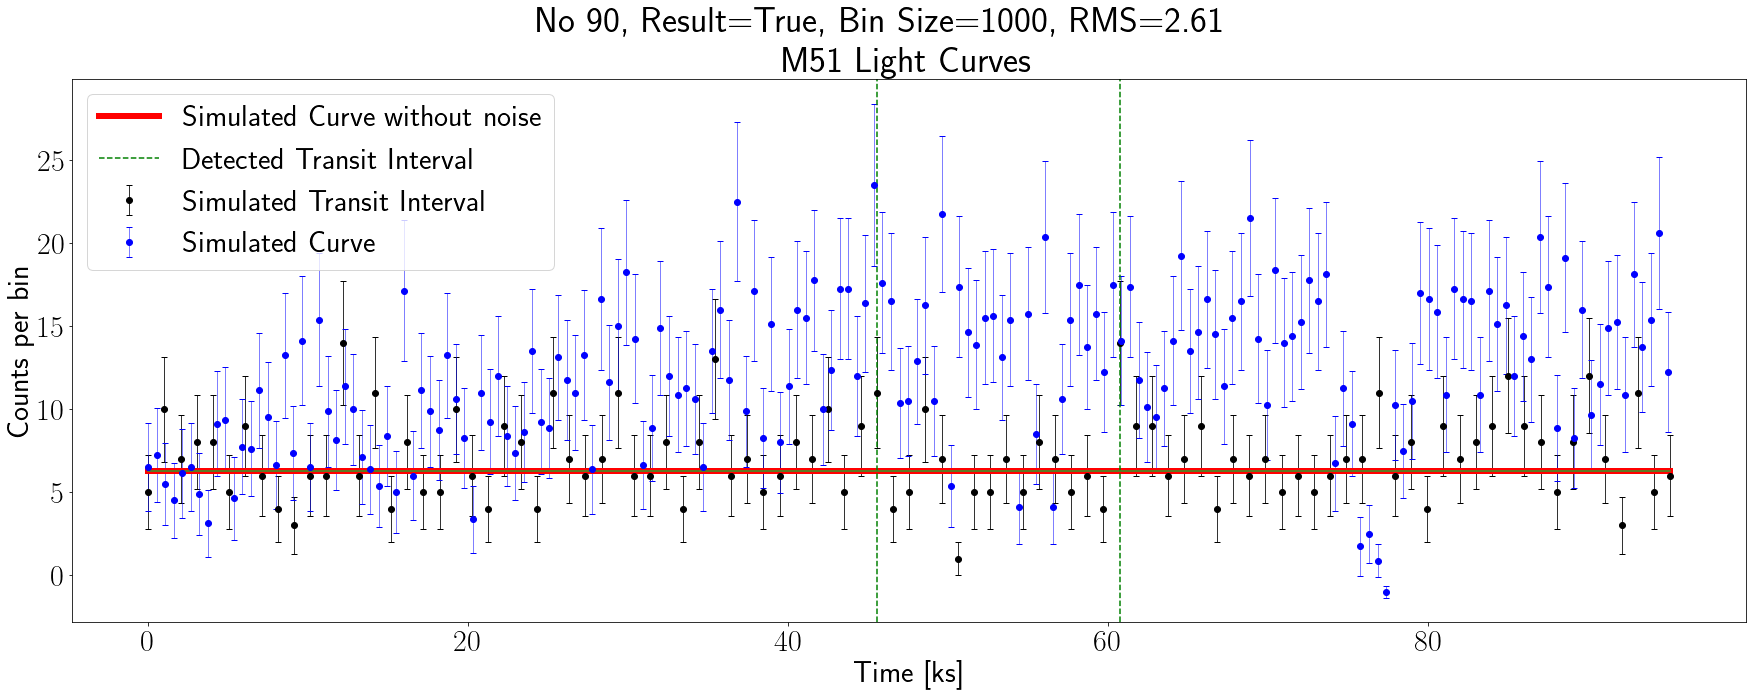 No 90, Result=True, Bin Size=1000, RMS=2.61
M51 Light Curves
Simulated Curve without noise
Detected Transit Interval
Simulated Transit Interval
Simulated Curve
Counts per bin
25
20
15
10
5
0
0 20 40 60 80
Time [ks]